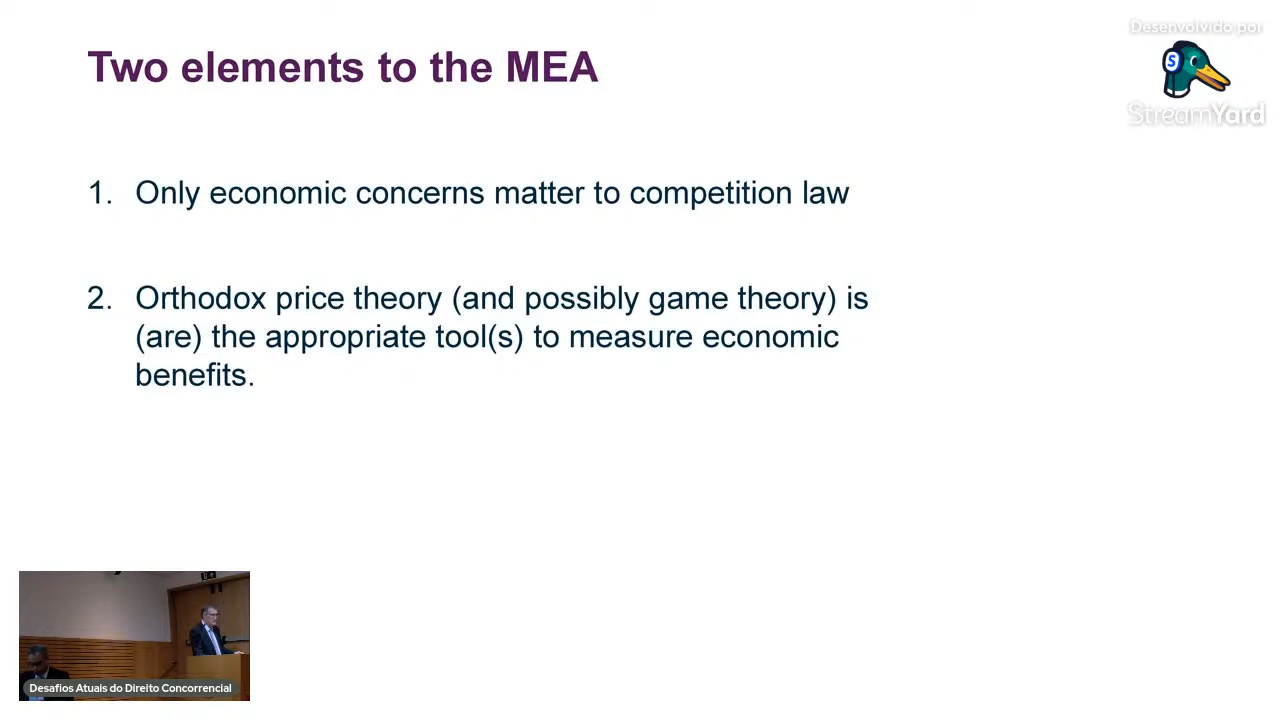 Desenvolvido por
Two elements to the MEA
S
StreamYard
1. Only economic concerns matter to competition law
2. Orthodox price theory (and possibly game theory) is
(are) the appropriate tool(s) to measure economic
benefits.
Desafios Atuais do Direito Concorrencial